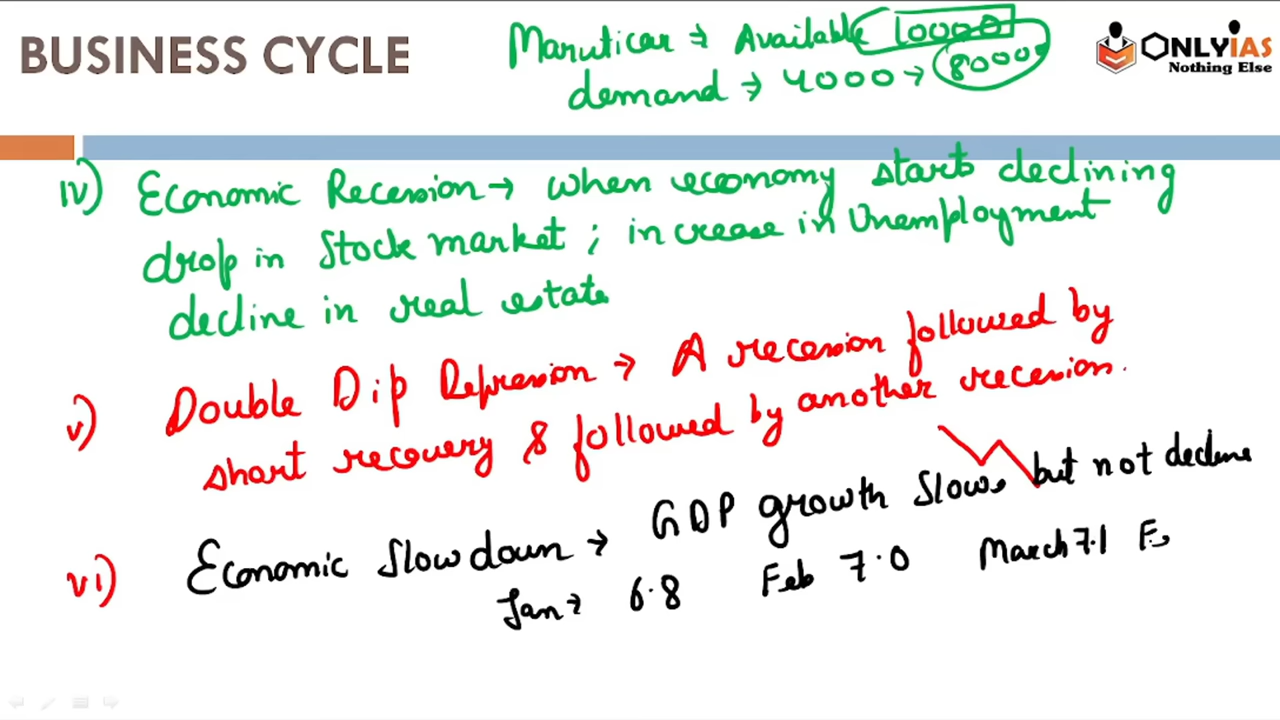 BUSINESS CYCLE
Maruticar → Available 10000
demand → 4000 → 8000
ONLYIAS
Nothing Else
iv) Economic Recession → when economy starts declining
drop in Stock market ; increase in Unemployment
decline in real estate
v) Double Dip Repression → A recession followed by
short recovery & followed by another recession.
vi) Economic Slowdown → GDP growth Slows but not decline
Jan → 6.8 Feb 7.0 March 7.1